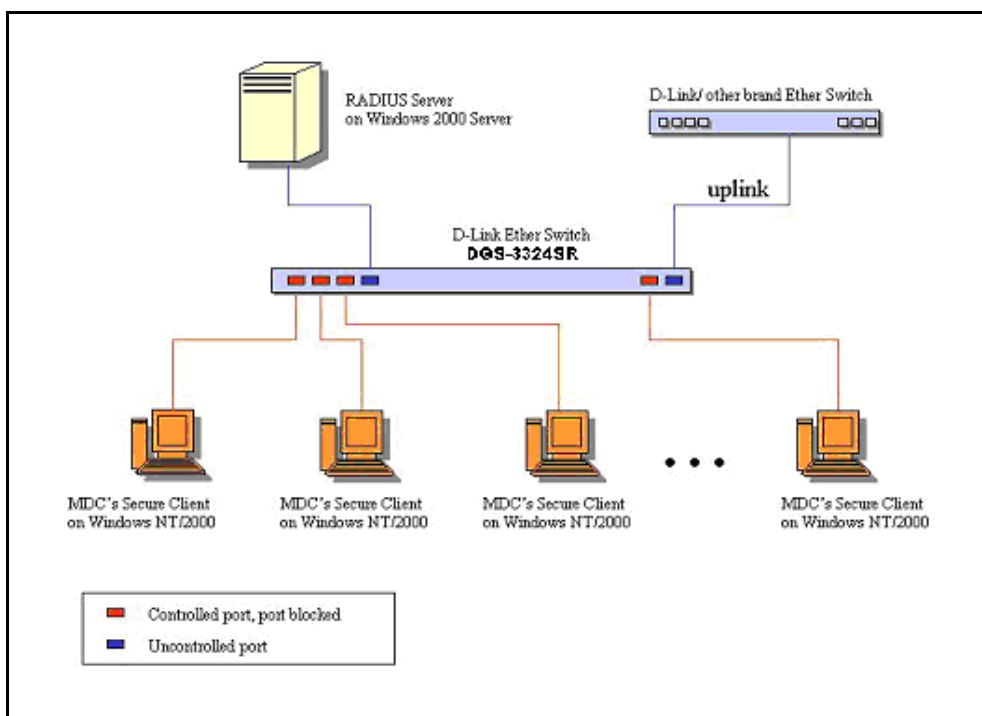 RADIUS Server
on Windows 2000 Server
D-Link/ other brand Ether Switch
uplink
D-Link Ether Switch
DGS-3324SR
MDC's Secure Client
on Windows NT/2000
MDC's Secure Client
on Windows NT/2000
MDC's Secure Client
on Windows NT/2000
MDC's Secure Client
on Windows NT/2000
Controlled port, port blocked
Uncontrolled port